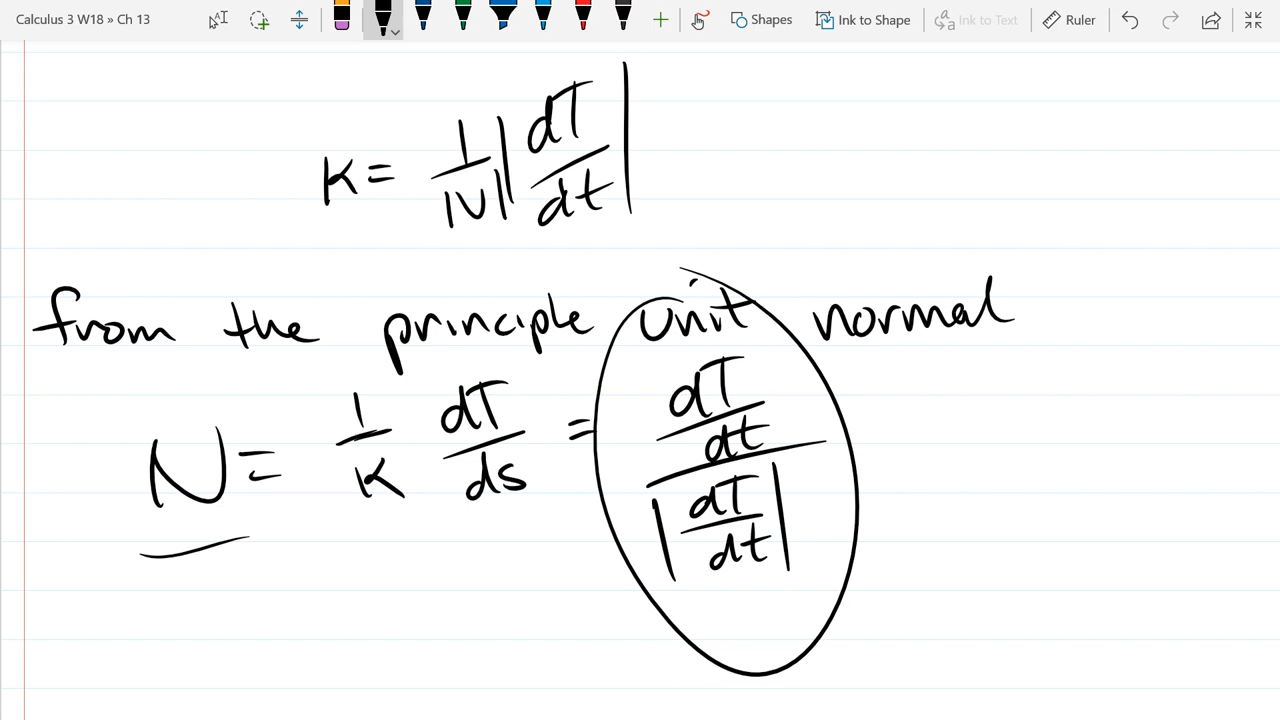 Calculus 3 W18 » Ch 13 Shapes Ink to Shape Ink to Text Ruler
K = 1/|V| |dT/dt|
from the principle unit normal
N = 1/K dT/ds = dT/dt / |dT/dt|